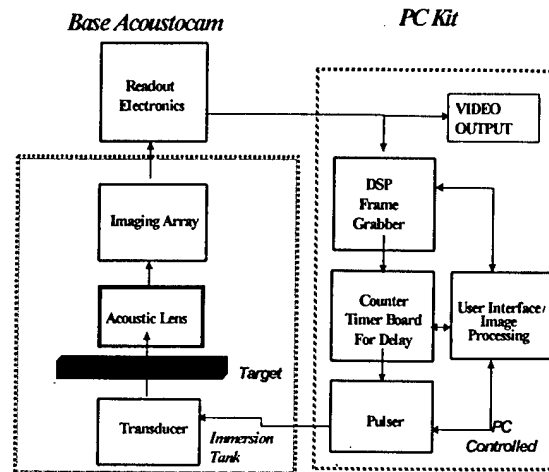 Base Acoustocam
PC Kit
Readout
Electronics
VIDEO
OUTPUT
Imaging Array
DSP
Frame
Grabber
Acoustic Lens
Counter
Timer Board
For Delay
User Interface/
Image
Processing
Target
Transducer
Immersion
Tank
Pulser
PC
Controlled